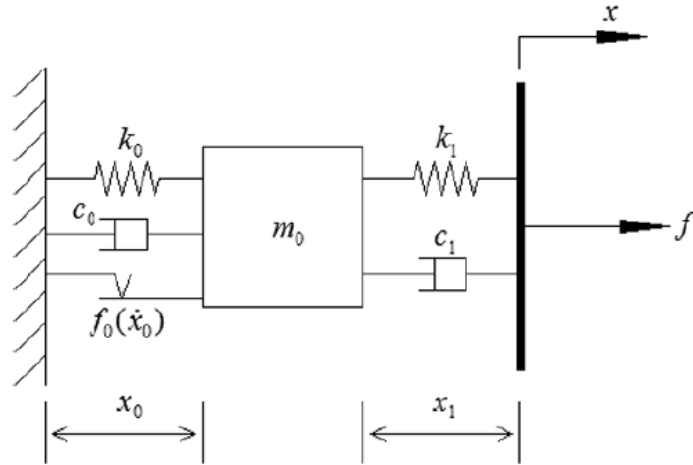 x
k₀
k₁
c₀
m₀
c₁
f
f₀(ẋ₀)
x₀
x₁